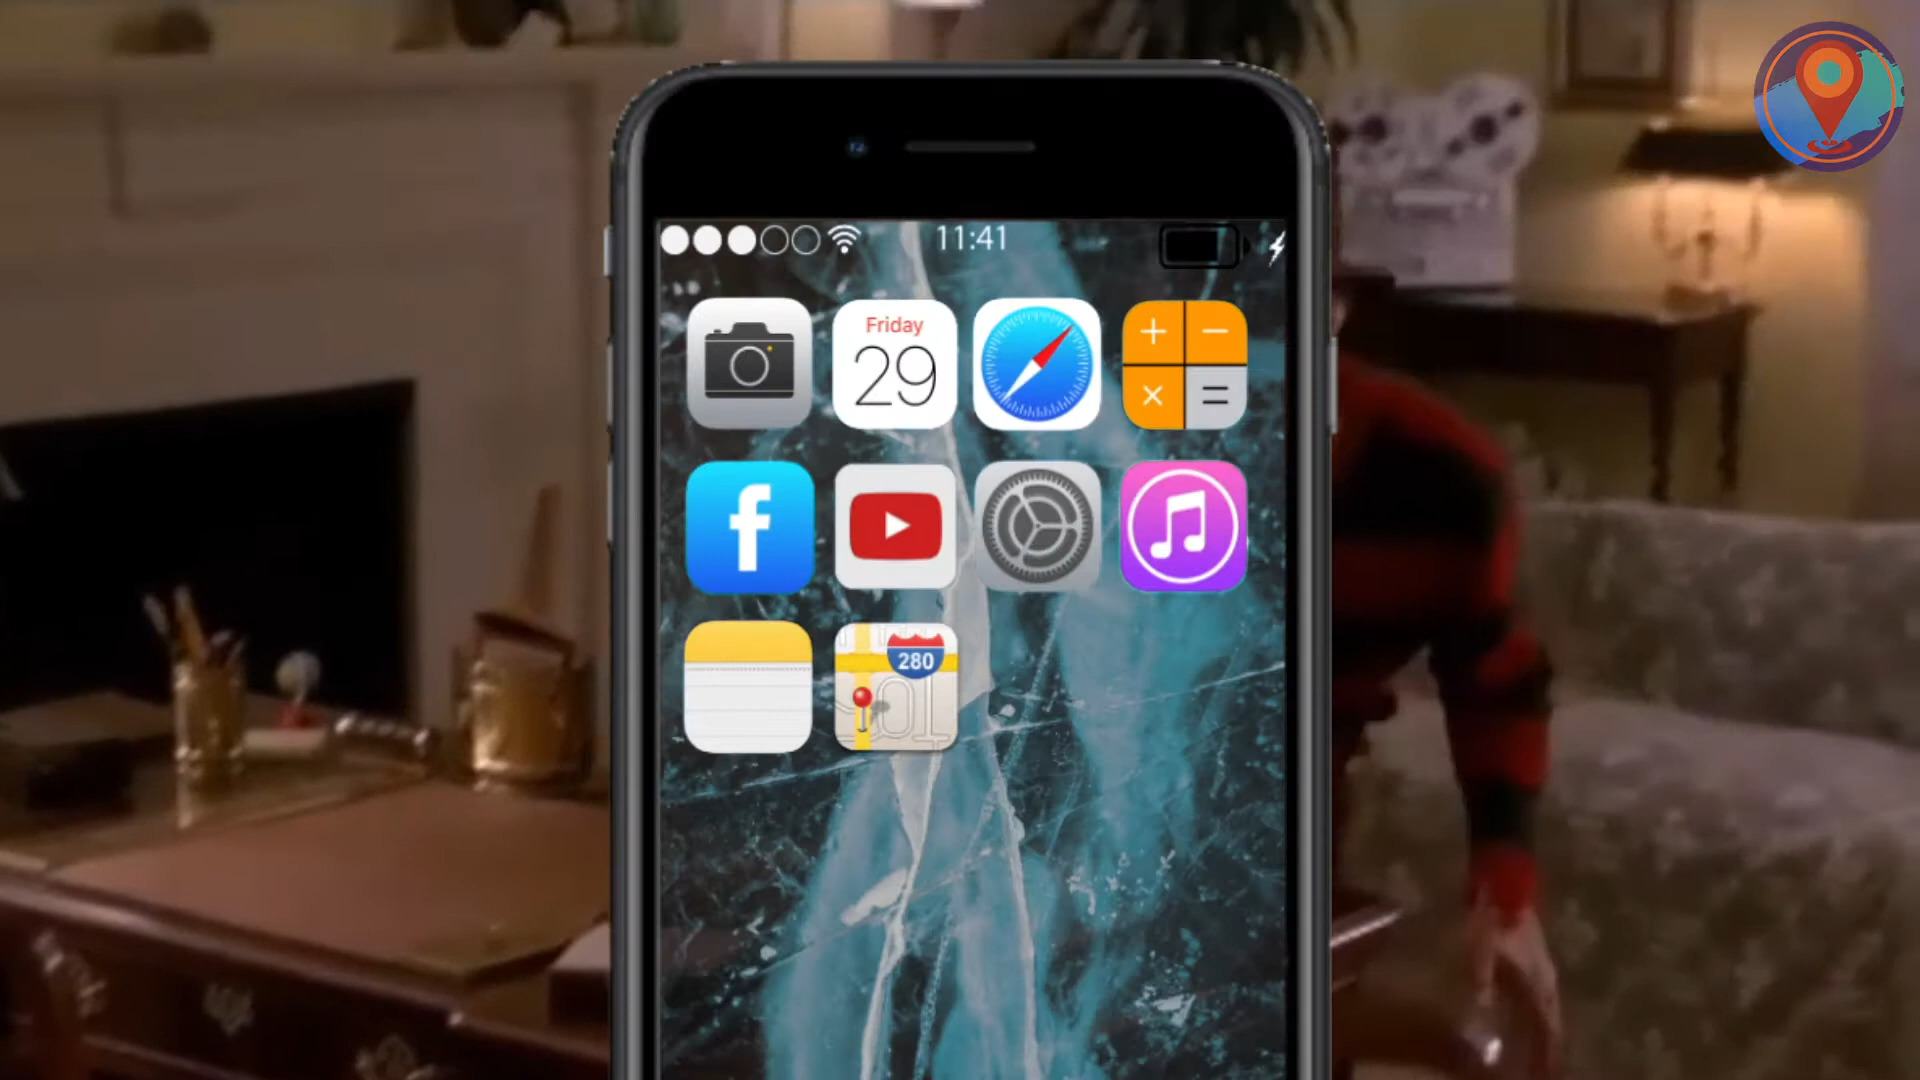 11:41
Friday
29
+ −
× =
f
280